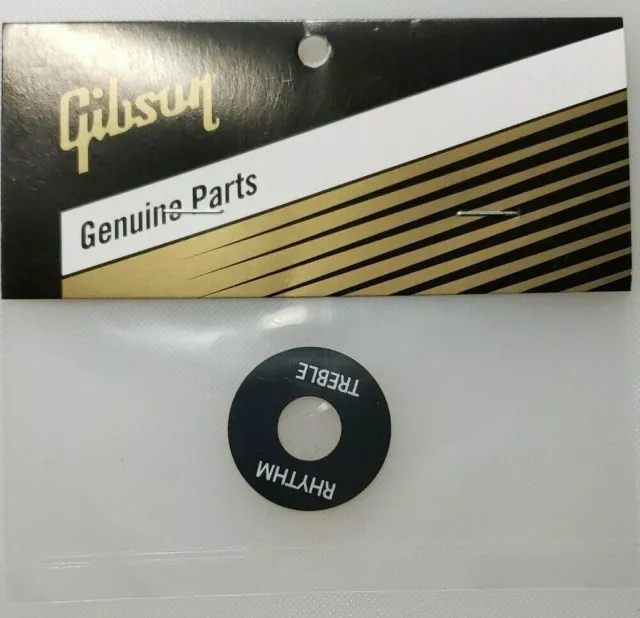 Gibson
Genuine Parts
TREBLE
RHYTHM